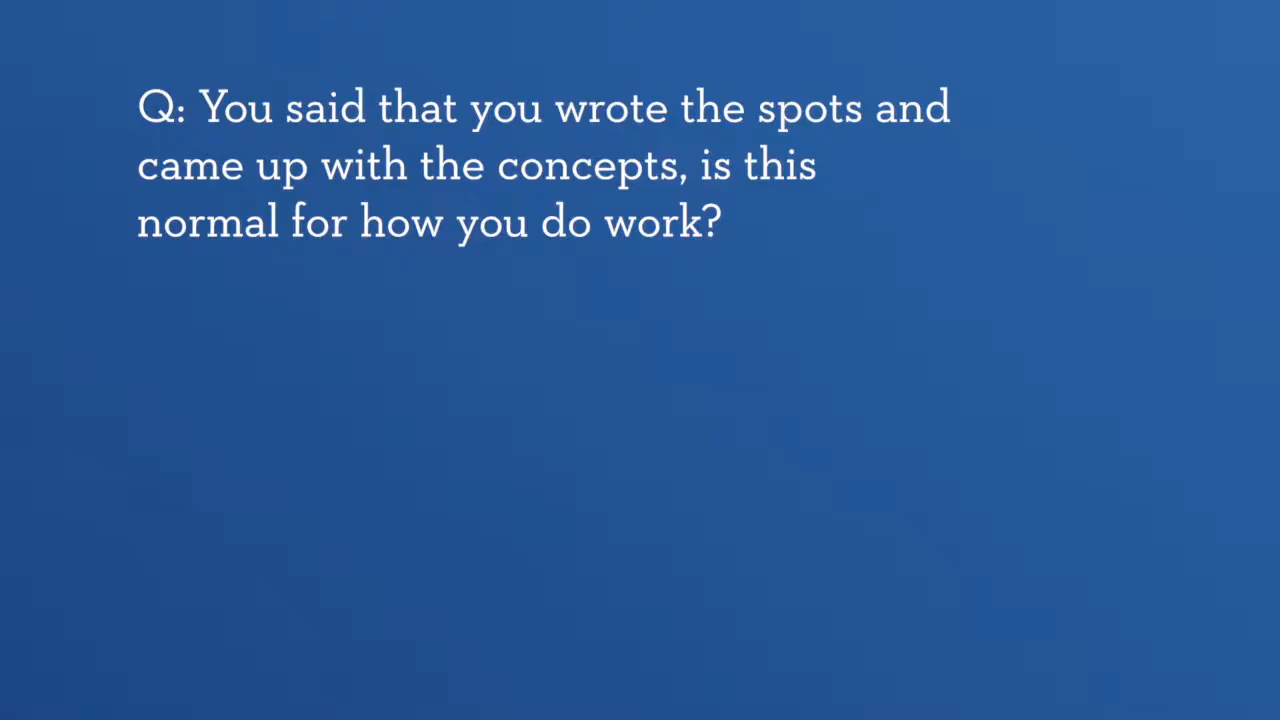 Q: You said that you wrote the spots and
came up with the concepts, is this
normal for how you do work?